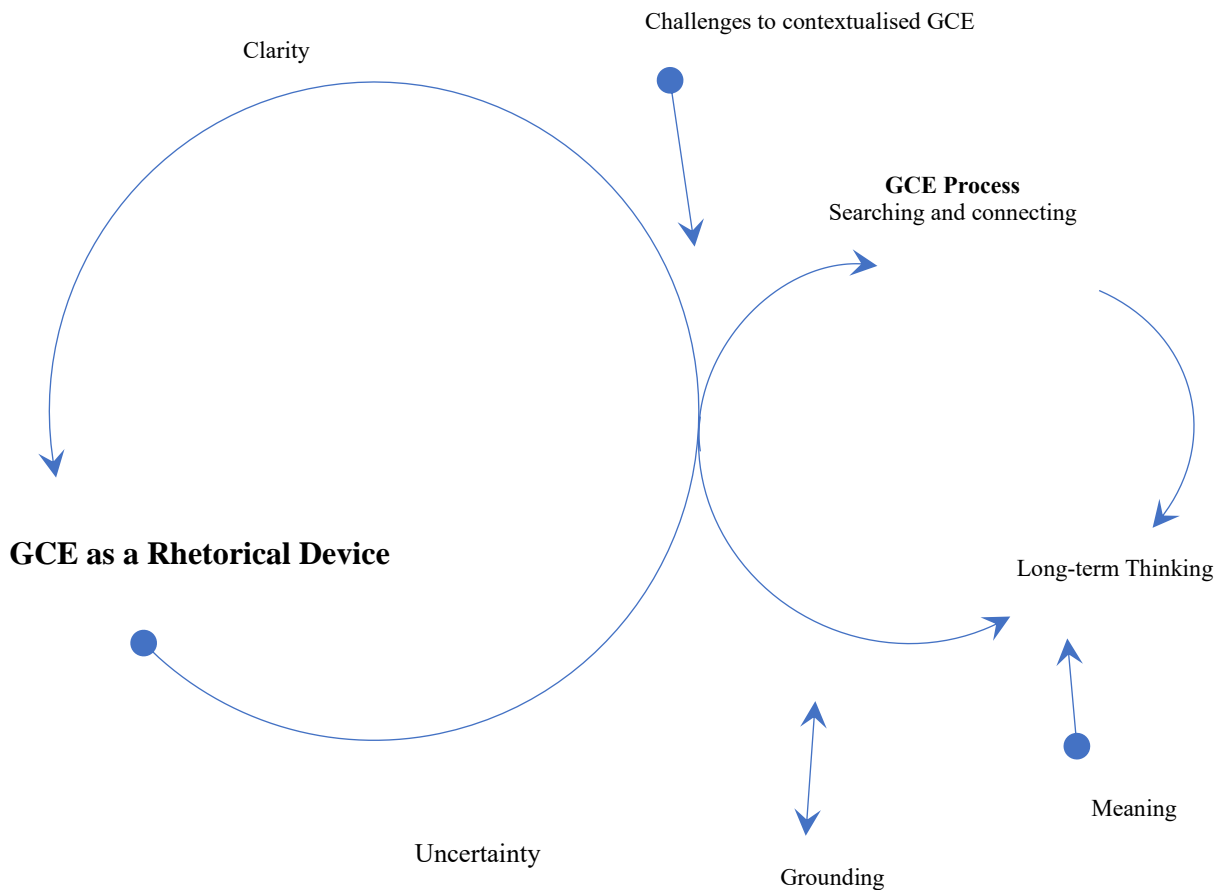 Challenges to contextualised GCE
Clarity
GCE Process
Searching and connecting
GCE as a Rhetorical Device
Long-term Thinking
Meaning
Uncertainty
Grounding